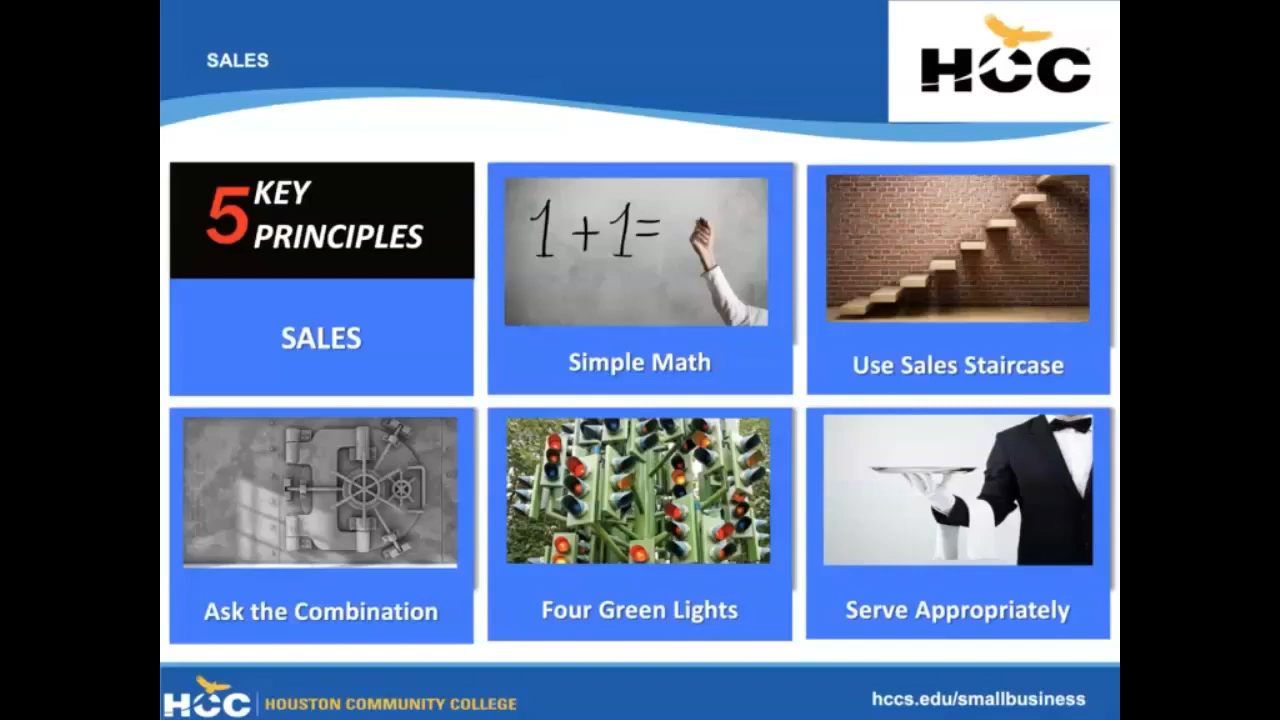 SALES
HCC
5 KEY
PRINCIPLES
SALES
1+1=
Simple Math
Use Sales Staircase
Ask the Combination
Four Green Lights
Serve Appropriately
HCC
HOUSTON COMMUNITY COLLEGE
hccs.edu/smallbusiness